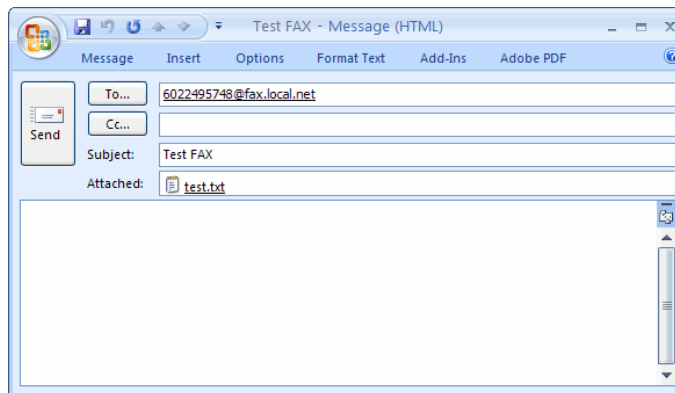 Test FAX - Message (HTML)
Message Insert Options Format Text Add-Ins Adobe PDF
To... 6022495748@fax.local.net
Cc...
Send
Subject: Test FAX
Attached: test.txt